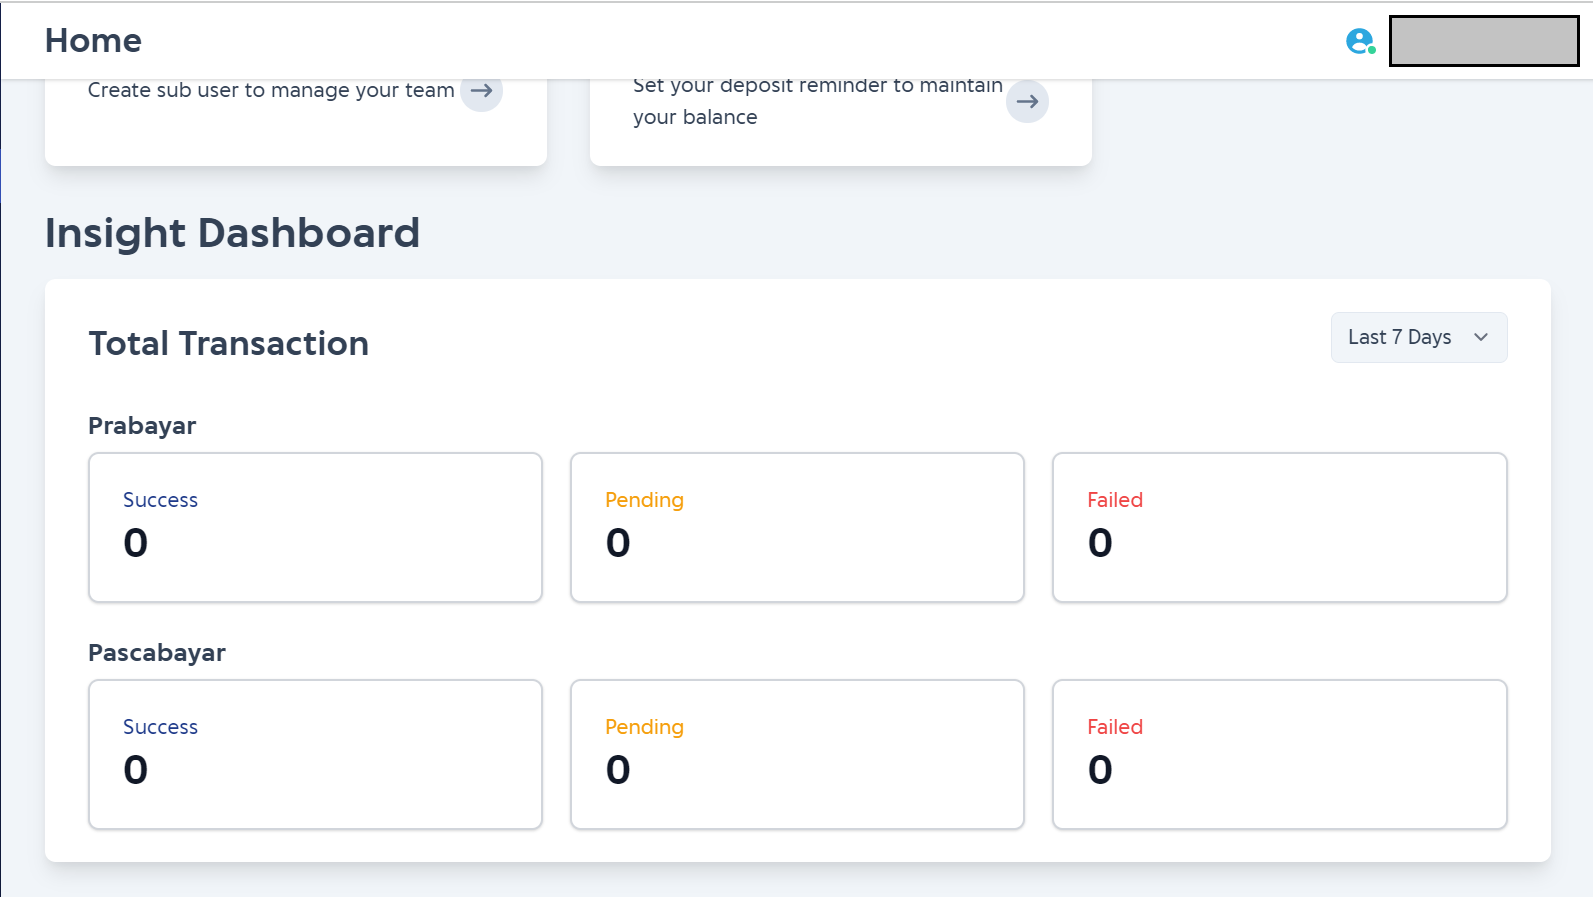 Home
Create sub user to manage your team
Set your deposit reminder to maintain
your balance
Insight Dashboard
Total Transaction
Last 7 Days
Prabayar
Success
0
Pending
0
Failed
0
Pascabayar
Success
0
Pending
0
Failed
0